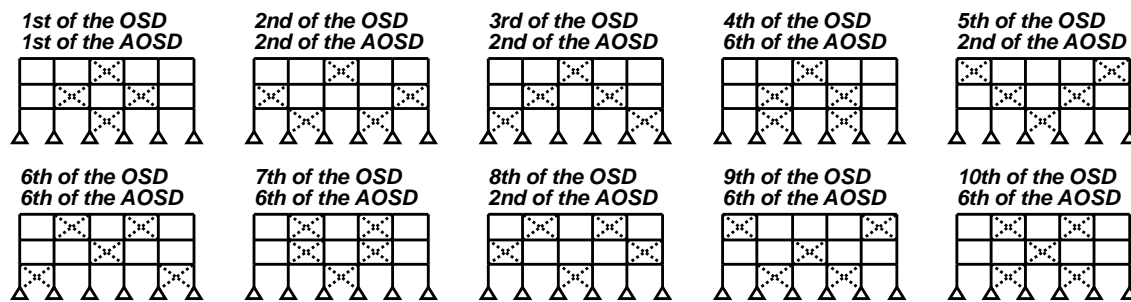 1st of the OSD
1st of the AOSD
2nd of the OSD
2nd of the AOSD
3rd of the OSD
2nd of the AOSD
4th of the OSD
6th of the AOSD
5th of the OSD
2nd of the AOSD
6th of the OSD
6th of the AOSD
7th of the OSD
6th of the AOSD
8th of the OSD
2nd of the AOSD
9th of the OSD
6th of the AOSD
10th of the OSD
6th of the AOSD